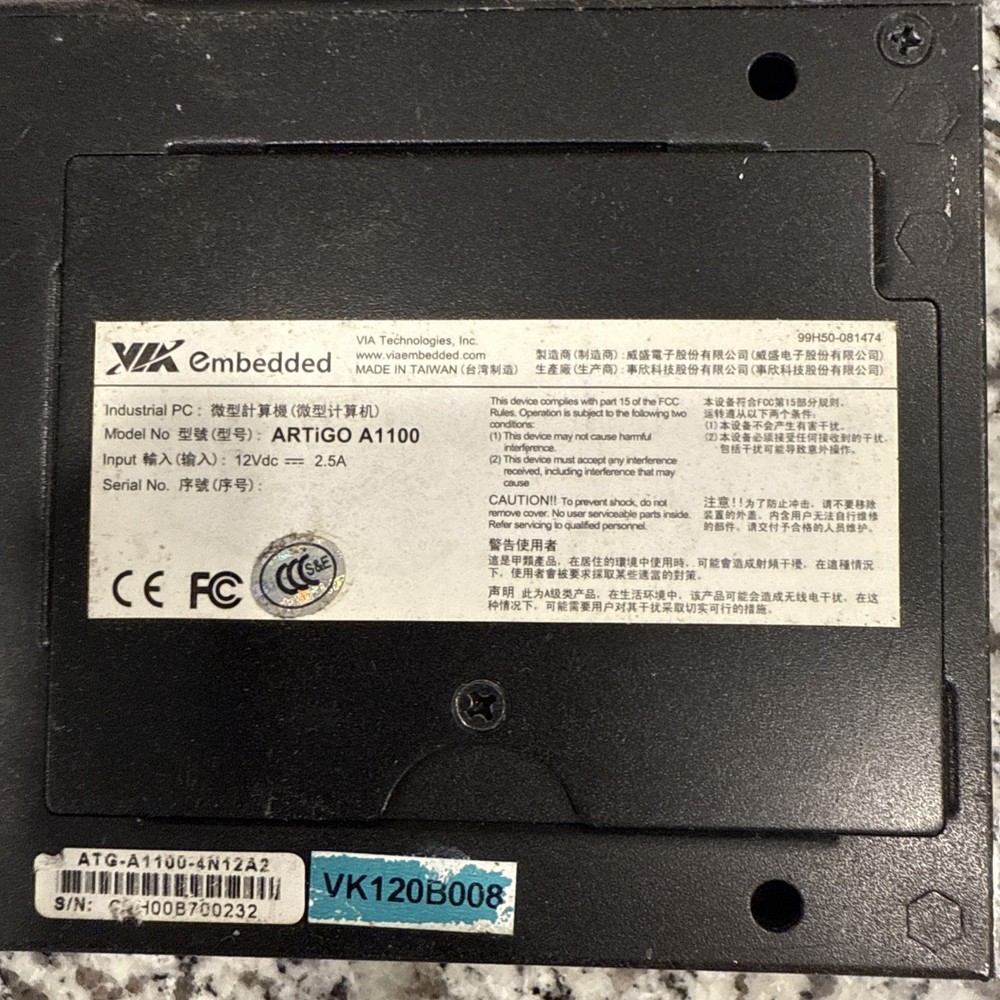 VIA embedded
VIA Technologies, Inc.
www.viaembedded.com
MADE IN TAIWAN (台湾制造)
99H50-081474
製造商(制造商):威盛電子股份有限公司(威盛电子股份有限公司)
生產廠(生产商):事欣科技股份有限公司(事欣科技股份有限公司)
Industrial PC: 微型計算機(微型计算机)
Model No 型號(型号): ARTiGO A1100
Input 輸入(输入): 12Vdc ⎓ 2.5A
Serial No. 序號(序号):
CE FC CCC S&E
This device complies with part 15 of the FCC
Rules. Operation is subject to the following two
conditions:
(1) This device may not cause harmful
interference.
(2) This device must accept any interference
received, including interference that may
cause
本设备符合FCC第15部分规则.
运转遵从以下两个条件:
(1)本设备不会产生有害干扰.
(2)本设备必须接受任何接收到的干扰,
包括干扰可能导致意外操作.
CAUTION!! To prevent shock, do not
remove cover. No user serviceable parts inside.
Refer servicing to qualified personnel.
注意!!为了防止冲击, 请不要移除
装置的外盖, 内含用户无法自行维修
的部件, 请交付予合格的人员维护。
警告使用者
這是甲類產品, 在居住的環境中使用時, 可能會造成射頻干擾, 在這種情況
下, 使用者會被要求採取某些適當的對策。
声明 此为A级类产品, 在生活环境中, 该产品可能会造成无线电干扰, 在这
种情况下, 可能需要用户对其干扰采取切实可行的措施。
ATG-A1100-4N12A2
S/N: H00B700232
VK120B008